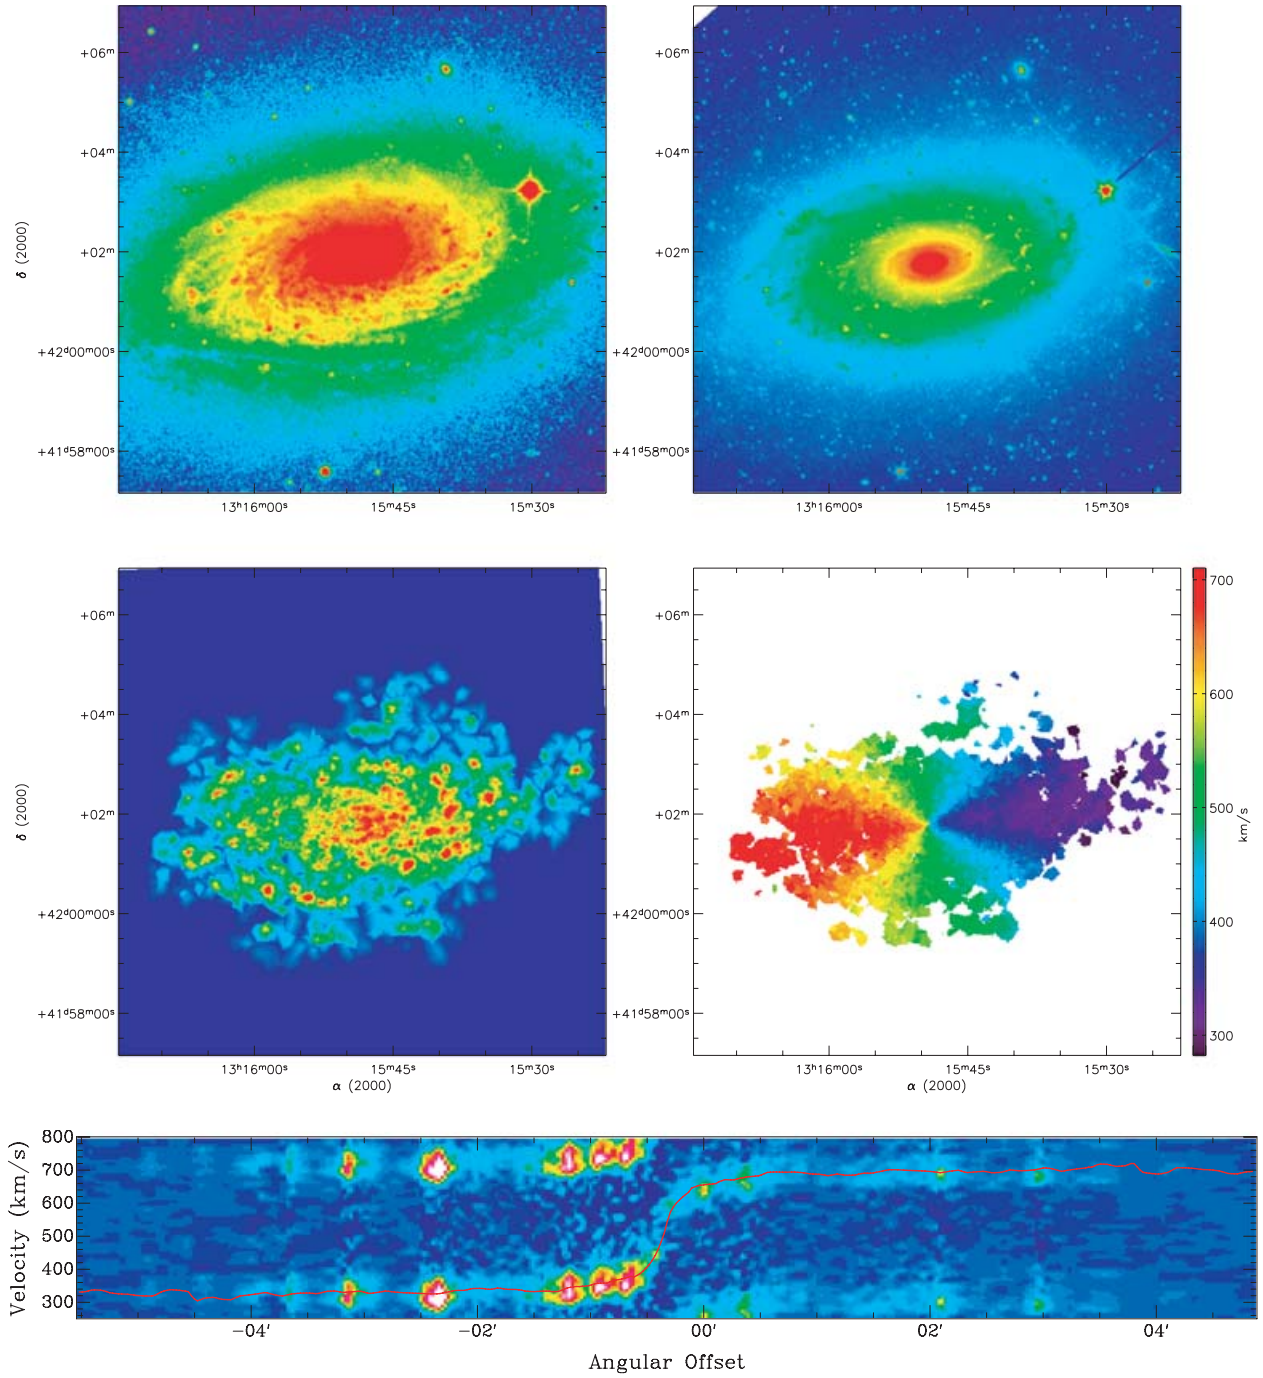 +06ᵐ
+04ᵐ
δ (2000)
+02ᵐ
+42ᵈ00ᵐ00ˢ
+41ᵈ58ᵐ00ˢ
13ʰ16ᵐ00ˢ 15ᵐ45ˢ 15ᵐ30ˢ
+06ᵐ
+04ᵐ
+02ᵐ
+42ᵈ00ᵐ00ˢ
+41ᵈ58ᵐ00ˢ
13ʰ16ᵐ00ˢ 15ᵐ45ˢ 15ᵐ30ˢ
+06ᵐ
+04ᵐ
δ (2000)
+02ᵐ
+42ᵈ00ᵐ00ˢ
+41ᵈ58ᵐ00ˢ
13ʰ16ᵐ00ˢ 15ᵐ45ˢ 15ᵐ30ˢ
α (2000)
+06ᵐ
+04ᵐ
+02ᵐ
+42ᵈ00ᵐ00ˢ
+41ᵈ58ᵐ00ˢ
13ʰ16ᵐ00ˢ 15ᵐ45ˢ 15ᵐ30ˢ
α (2000)
700
600
500
400
300
km/s
Velocity (km/s)
800
700
600
500
400
300
−04′ −02′ 00′ 02′ 04′
Angular Offset